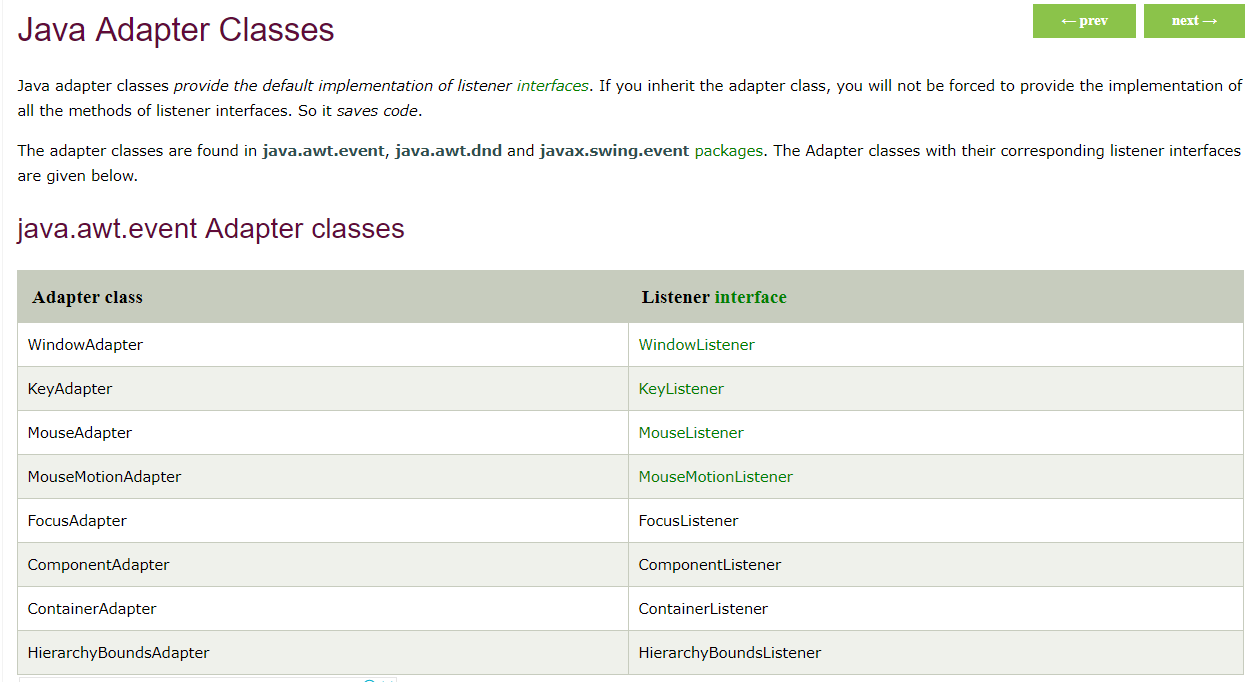 Java Adapter Classes
← prev
next →
Java adapter classes provide the default implementation of listener interfaces. If you inherit the adapter class, you will not be forced to provide the implementation of
all the methods of listener interfaces. So it saves code.
The adapter classes are found in java.awt.event, java.awt.dnd and javax.swing.event packages. The Adapter classes with their corresponding listener interfaces
are given below.
java.awt.event Adapter classes
Adapter class Listener interface
WindowAdapter WindowListener
KeyAdapter KeyListener
MouseAdapter MouseListener
MouseMotionAdapter MouseMotionListener
FocusAdapter FocusListener
ComponentAdapter ComponentListener
ContainerAdapter ContainerListener
HierarchyBoundsAdapter HierarchyBoundsListener